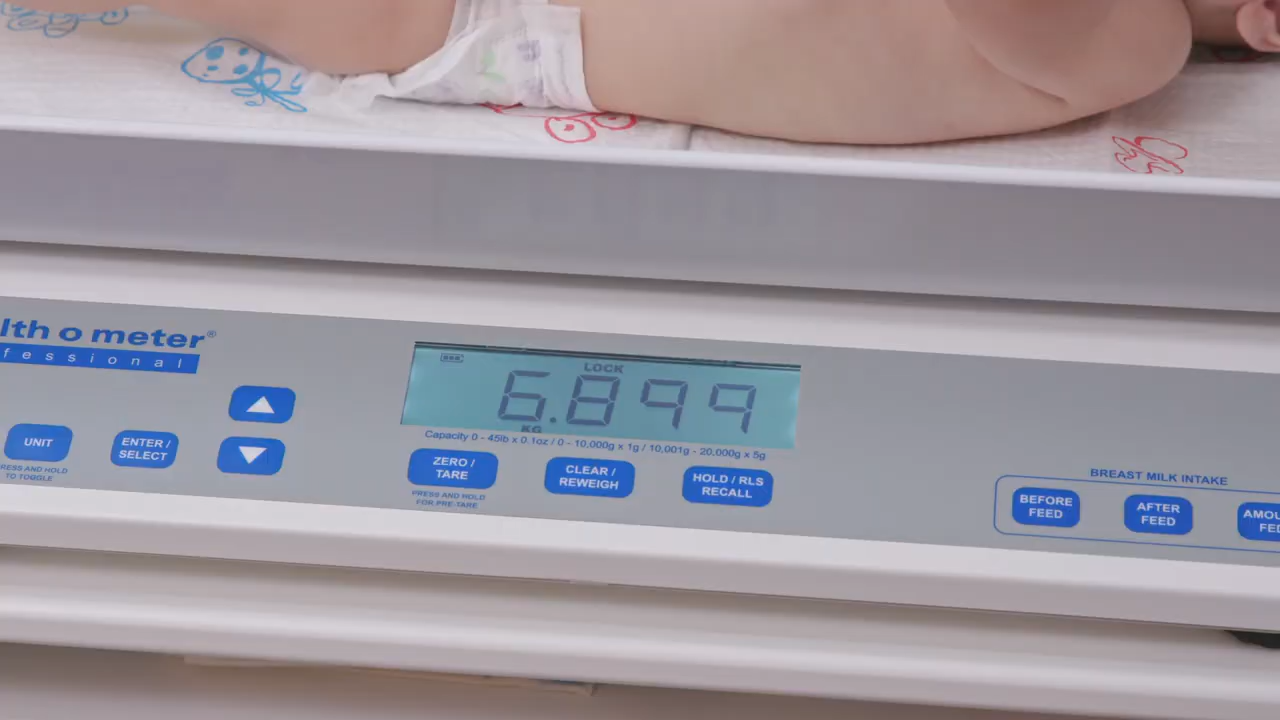 lth o meter®
fessional
LOCK
6.899
KG
Capacity 0 - 45lb x 0.1oz / 0 - 10,000g x 1g / 10,001g - 20,000g x 5g
UNIT
PRESS AND HOLD
TO TOGGLE
ENTER /
SELECT
ZERO /
TARE
PRESS AND HOLD
FOR PRE-TARE
CLEAR /
REWEIGH
HOLD / RLS
RECALL
BREAST MILK INTAKE
BEFORE
FEED
AFTER
FEED
AMOU
FEE